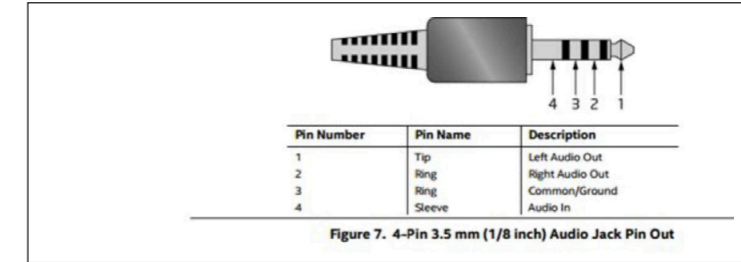 4 3 2 1
Pin Number Pin Name Description
1 Tip Left Audio Out
2 Ring Right Audio Out
3 Ring Common/Ground
4 Sleeve Audio In
Figure 7. 4-Pin 3.5 mm (1/8 inch) Audio Jack Pin Out